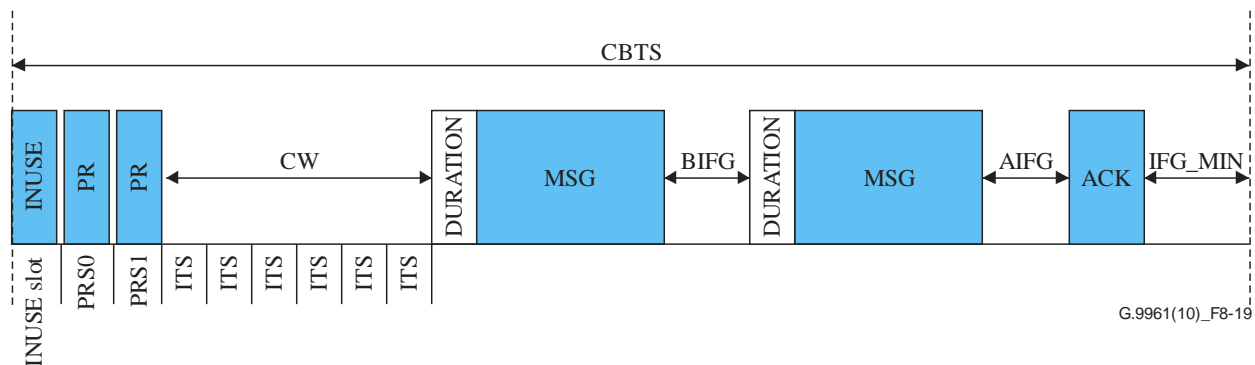 CBTS
INUSE
PR
PR
CW
DURATION
MSG
BIFG
DURATION
MSG
AIFG
ACK
IFG_MIN
INUSE slot
PRS0
PRS1
ITS
ITS
ITS
ITS
ITS
ITS
G.9961(10)_F8-19